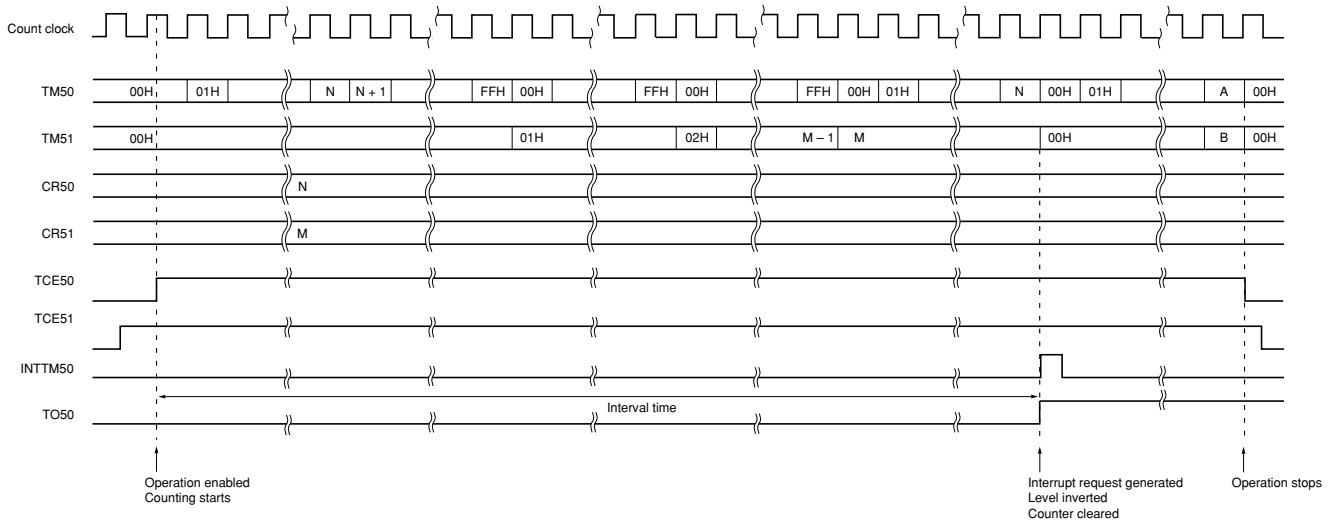 Count clock
TM50 00H 01H N N + 1 FFH 00H FFH 00H FFH 00H 01H N 00H 01H A 00H
TM51 00H 01H 02H M – 1 M 00H B 00H
CR50 N
CR51 M
TCE50
TCE51
INTTM50
Interval time
TO50
Operation enabled
Counting starts
Interrupt request generated
Level inverted
Counter cleared
Operation stops